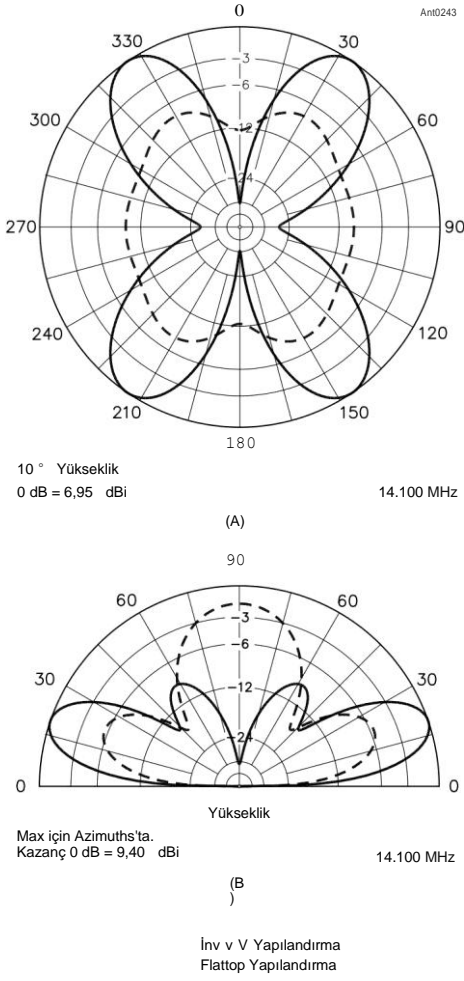 0
Ant0243
330
30
-3
-6
300
60
-12
-24
270
90
240
120
210
150
180
10 ° Yükseklik
0 dB = 6,95 dBi
14.100 MHz
(A)
90
60
60
-3
-6
30
30
-12
-24
0
0
Yükseklik
Max için Azimuths'ta.
Kazanç 0 dB = 9,40 dBi
14.100 MHz
(B
)
İnv v V Yapılandırma
Flattop Yapılandırma